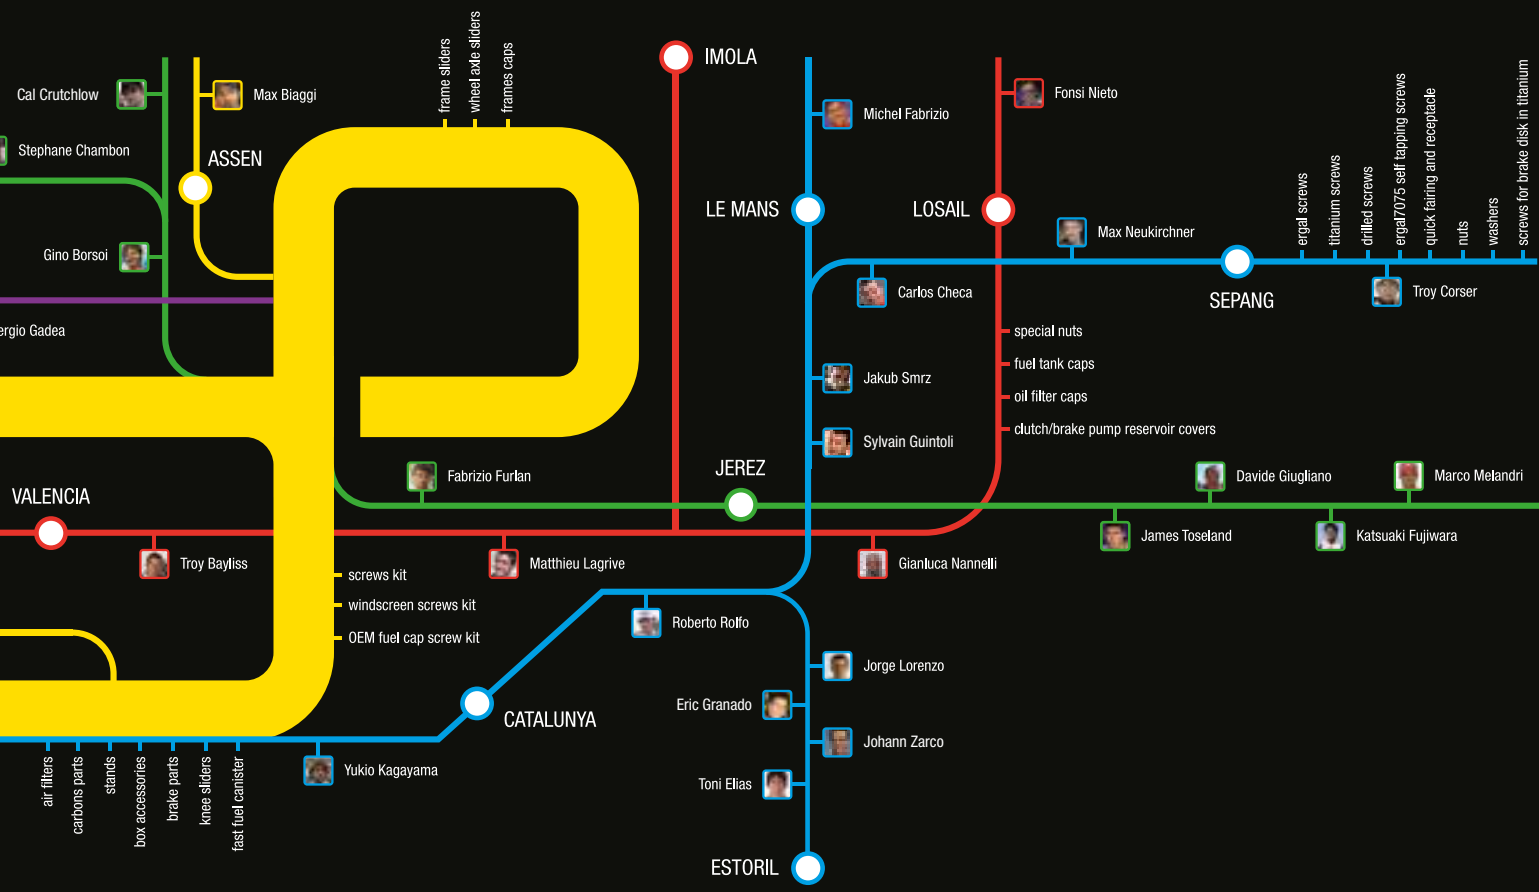 frame sliders
wheel axle sliders
frames caps
IMOLA
Cal Crutchlow
Max Biaggi
Fonsi Nieto
Michel Fabrizio
Stephane Chambon
ASSEN
LE MANS
LOSAIL
Max Neukirchner
ergal screws
titanium screws
drilled screws
ergal7075 self tapping screws
quick fairing and receptacle
nuts
washers
screws for brake disk in titanium
Gino Borsoi
Carlos Checa
SEPANG
Troy Corser
ergio Gadea
special nuts
fuel tank caps
oil filter caps
clutch/brake pump reservoir covers
Jakub Smrz
Sylvain Guintoli
VALENCIA
Fabrizio Furlan
JEREZ
Davide Giugliano
Marco Melandri
James Toseland
Katsuaki Fujiwara
Troy Bayliss
Matthieu Lagrive
Gianluca Nannelli
screws kit
windscreen screws kit
OEM fuel cap screw kit
Roberto Rolfo
Jorge Lorenzo
Eric Granado
CATALUNYA
Johann Zarco
Yukio Kagayama
Toni Elias
air filters
carbons parts
stands
box accessories
brake parts
knee sliders
fast fuel canister
ESTORIL